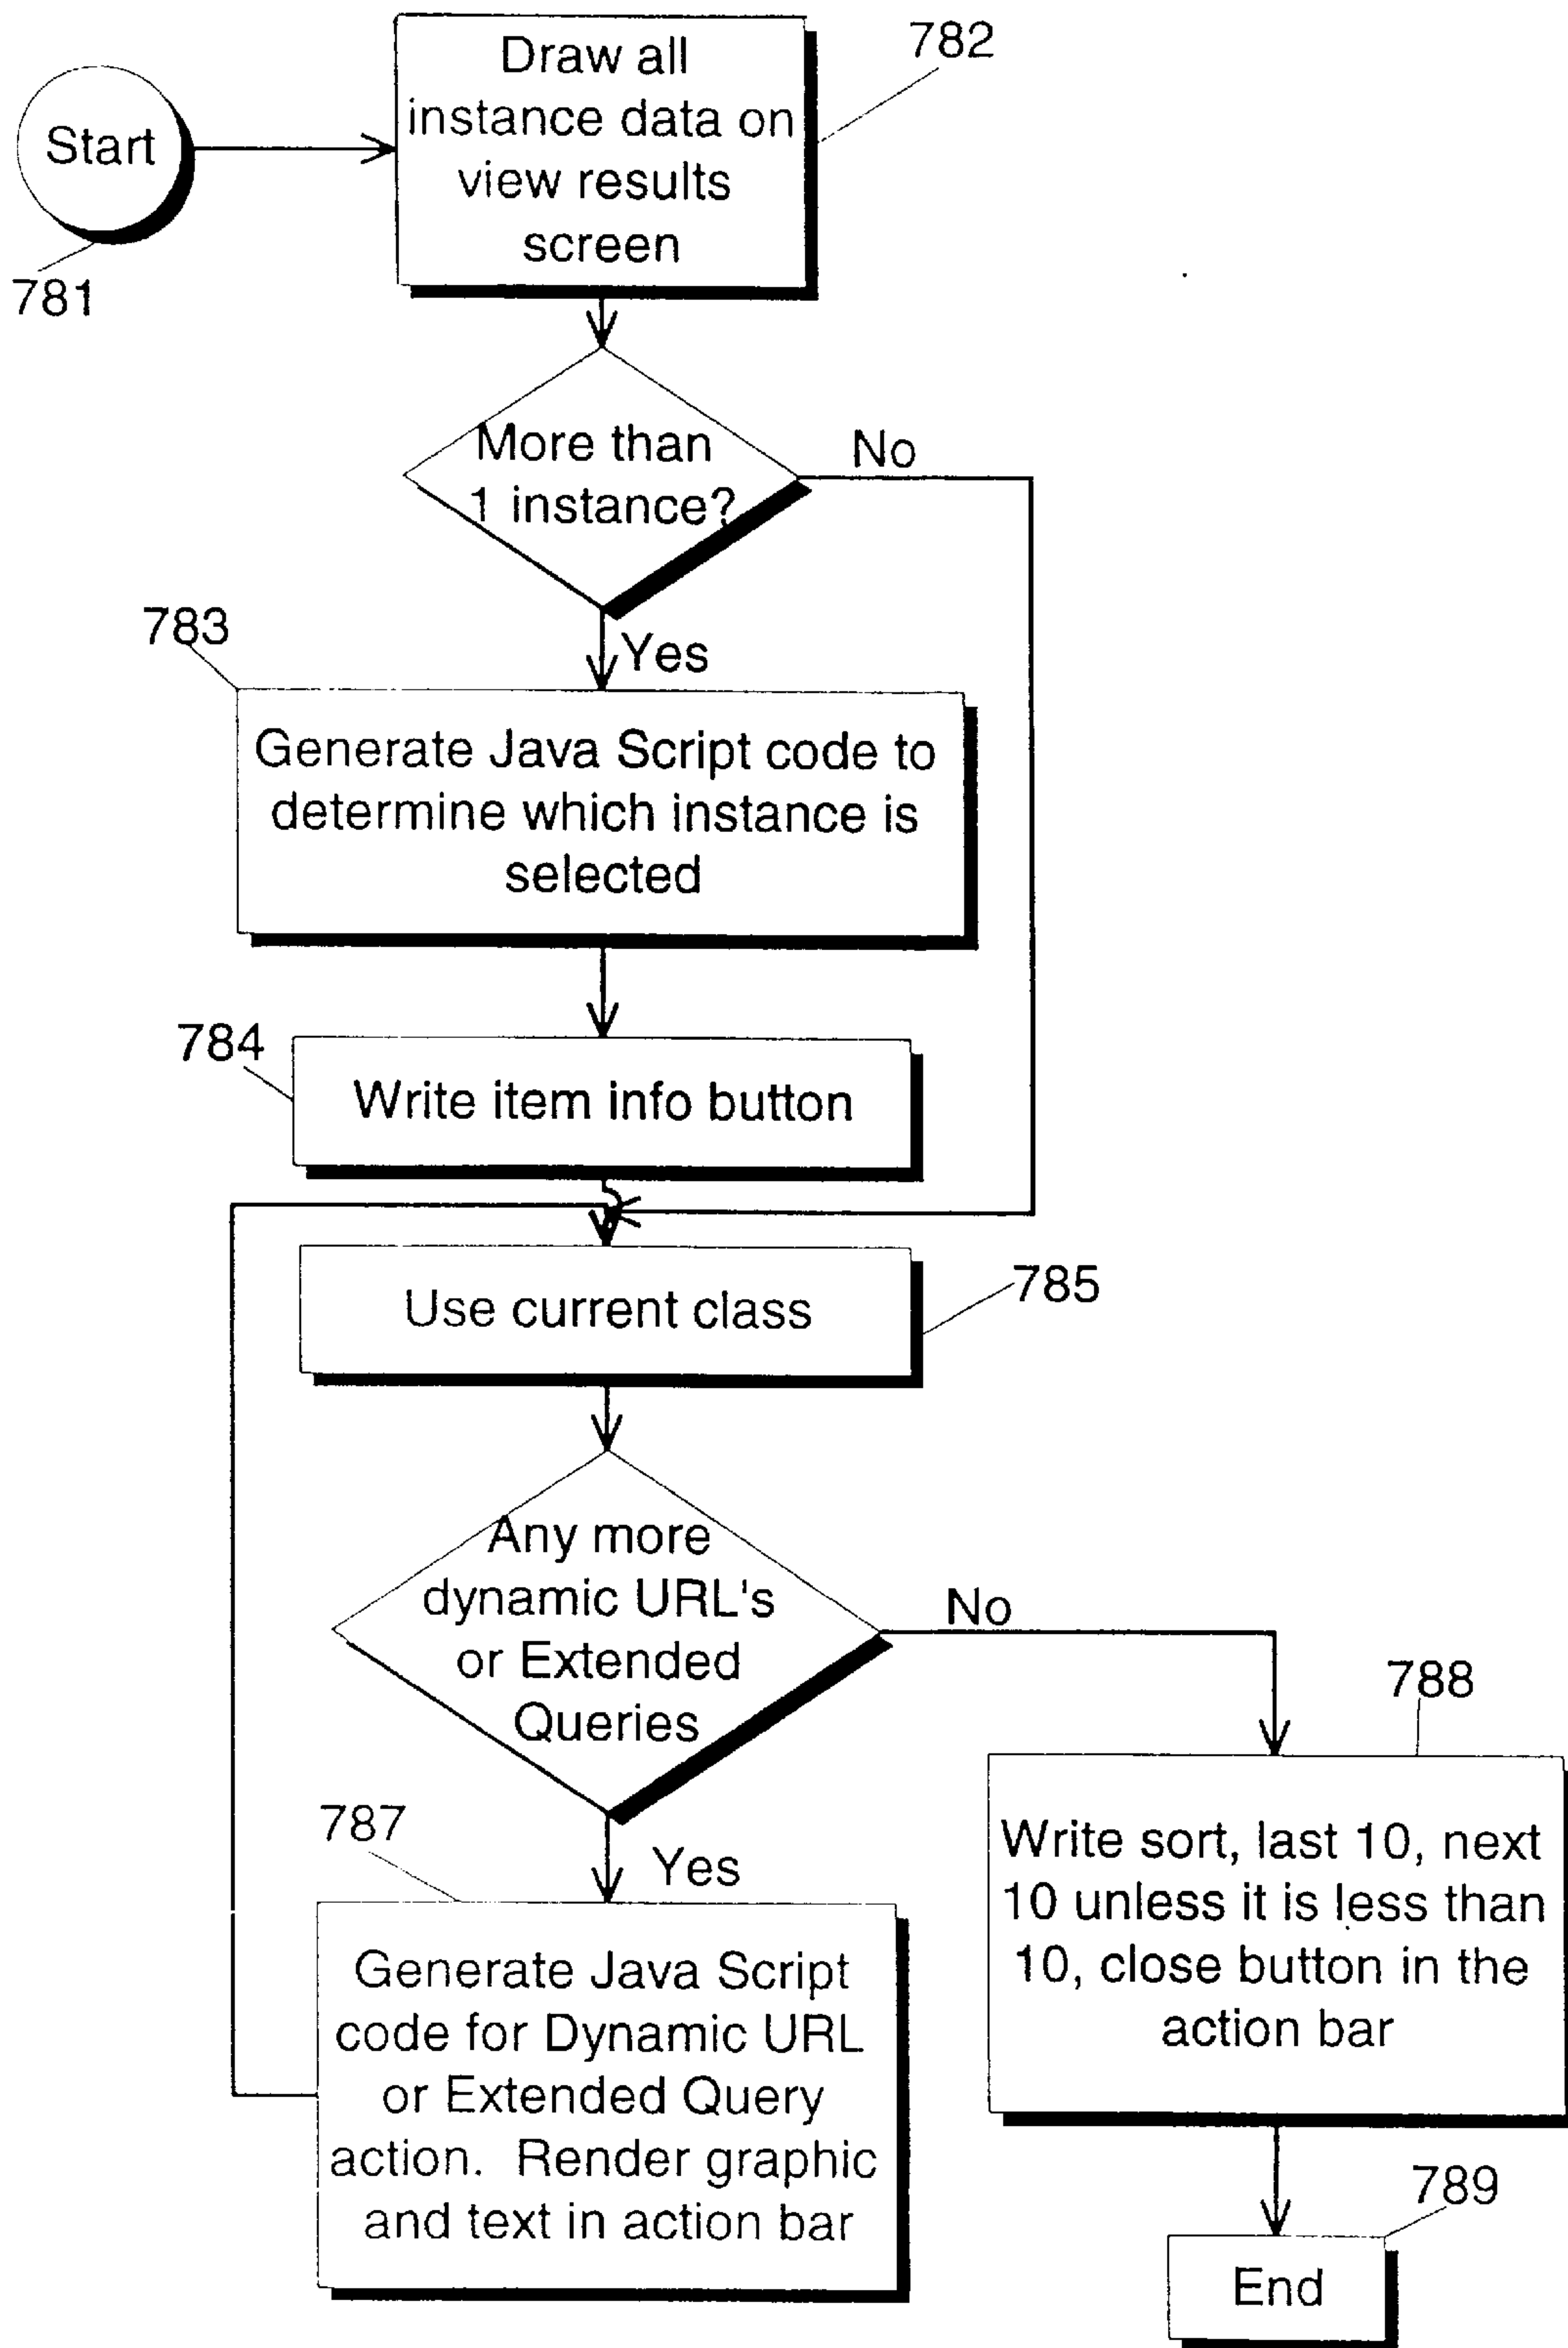 Start
781
Draw all
instance data on
view results
screen
782
More than
1 instance?
No
Yes
783
Generate Java Script code to
determine which instance is
selected
784
Write item info button
Use current class
785
Any more
dynamic URL's
or Extended
Queries
No
Yes
787
Generate Java Script
code for Dynamic URL
or Extended Query
action. Render graphic
and text in action bar
788
Write sort, last 10, next
10 unless it is less than
10, close button in the
action bar
789
End